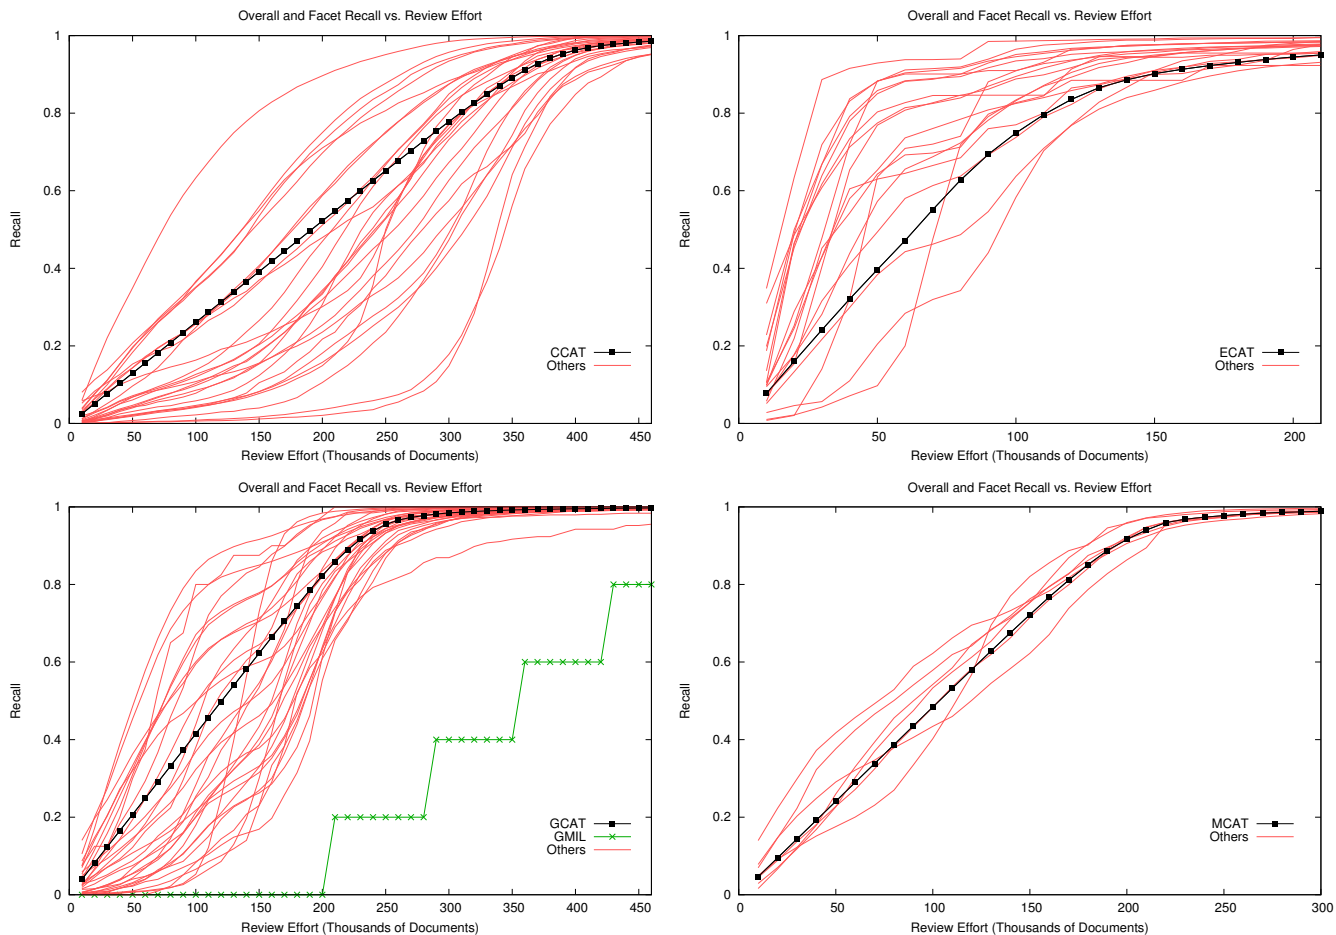 Overall and Facet Recall vs. Review Effort
1
0.8
0.6
0.4
0.2
0
Recall
CCAT
Others
0 50 100 150 200 250 300 350 400 450
Review Effort (Thousands of Documents)
Overall and Facet Recall vs. Review Effort
1
0.8
0.6
0.4
0.2
0
Recall
ECAT
Others
0 50 100 150 200
Review Effort (Thousands of Documents)
Overall and Facet Recall vs. Review Effort
1
0.8
0.6
0.4
0.2
0
Recall
GCAT
GMIL
Others
0 50 100 150 200 250 300 350 400 450
Review Effort (Thousands of Documents)
Overall and Facet Recall vs. Review Effort
1
0.8
0.6
0.4
0.2
0
Recall
MCAT
Others
0 50 100 150 200 250 300
Review Effort (Thousands of Documents)